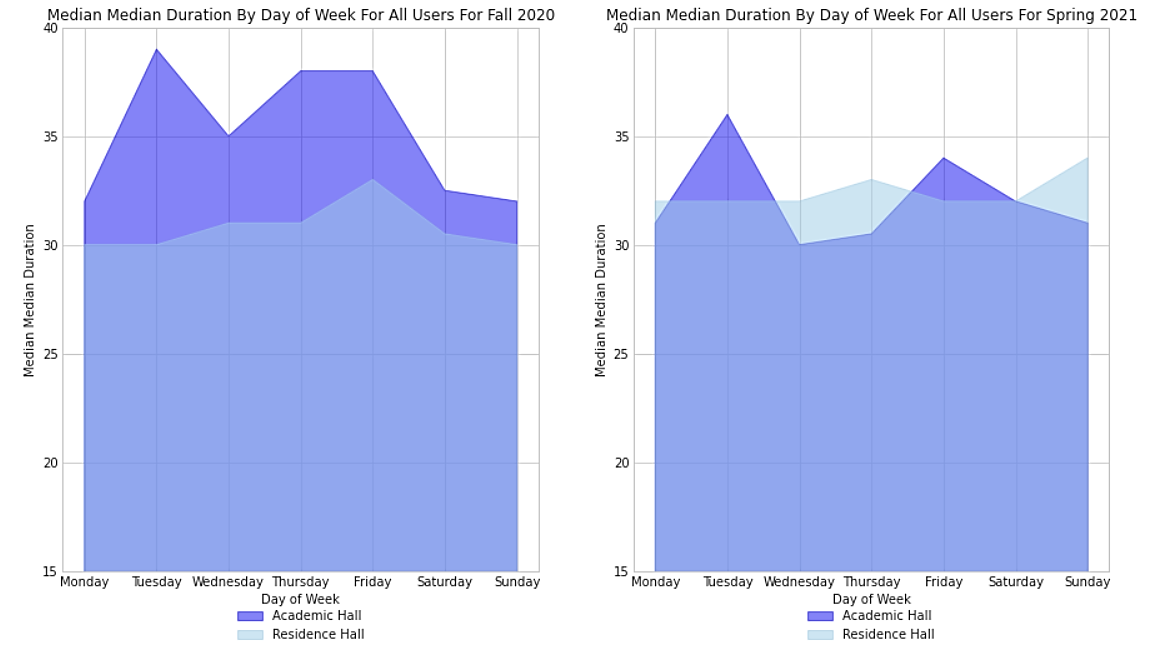 Median Median Duration By Day of Week For All Users For Fall 2020
40
35
30
25
20
15
Median Median Duration
Monday Tuesday Wednesday Thursday Friday Saturday Sunday
Day of Week
Academic Hall
Residence Hall
Median Median Duration By Day of Week For All Users For Spring 2021
40
35
30
25
20
15
Median Median Duration
Monday Tuesday Wednesday Thursday Friday Saturday Sunday
Day of Week
Academic Hall
Residence Hall